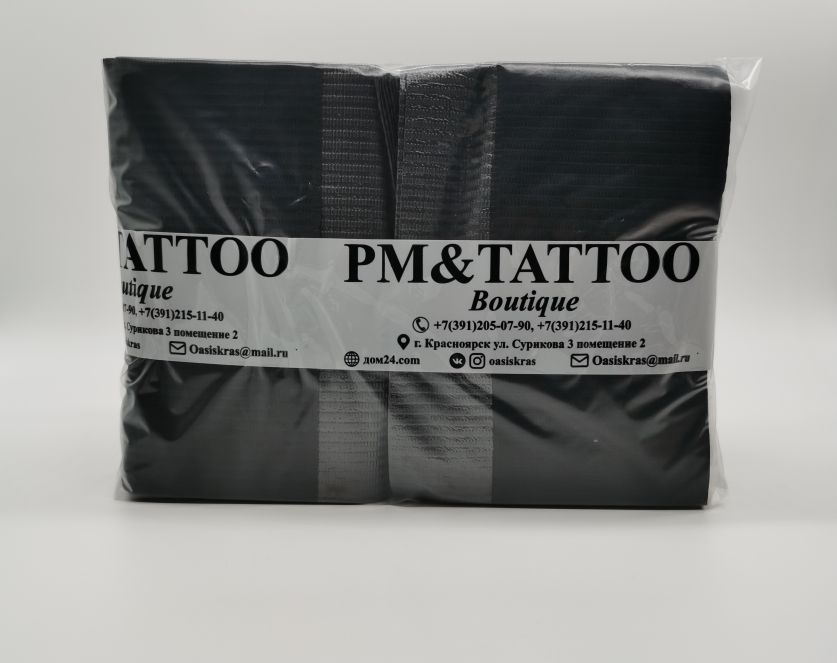 TATTOO
utique
7-90, +7(391)215-11-40
Сурикова 3 помещение 2
skras Oasiskras@mail.ru
PM&TATTOO
Boutique
+7(391)205-07-90, +7(391)215-11-40
г. Красноярск ул. Сурикова 3 помещение 2
дом24.com oasiskras Oasiskras@mail.ru